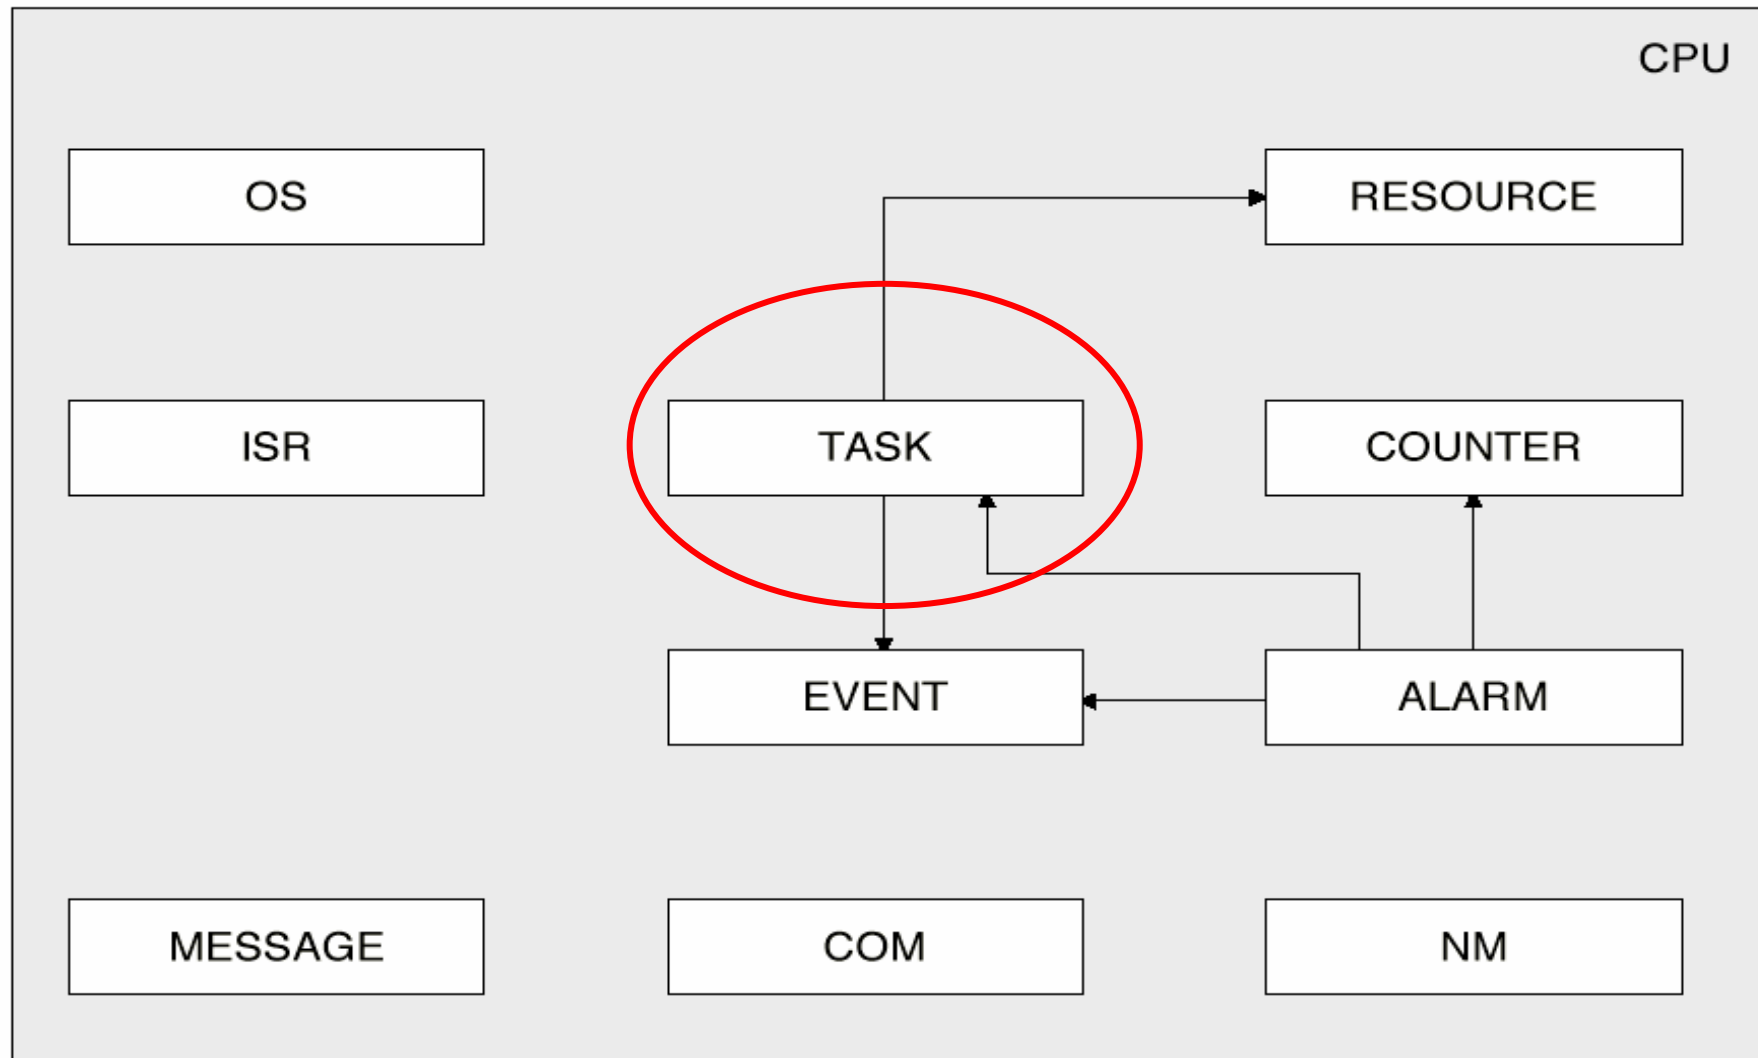 CPU
OS
RESOURCE
ISR
TASK
COUNTER
EVENT
ALARM
MESSAGE
COM
NM